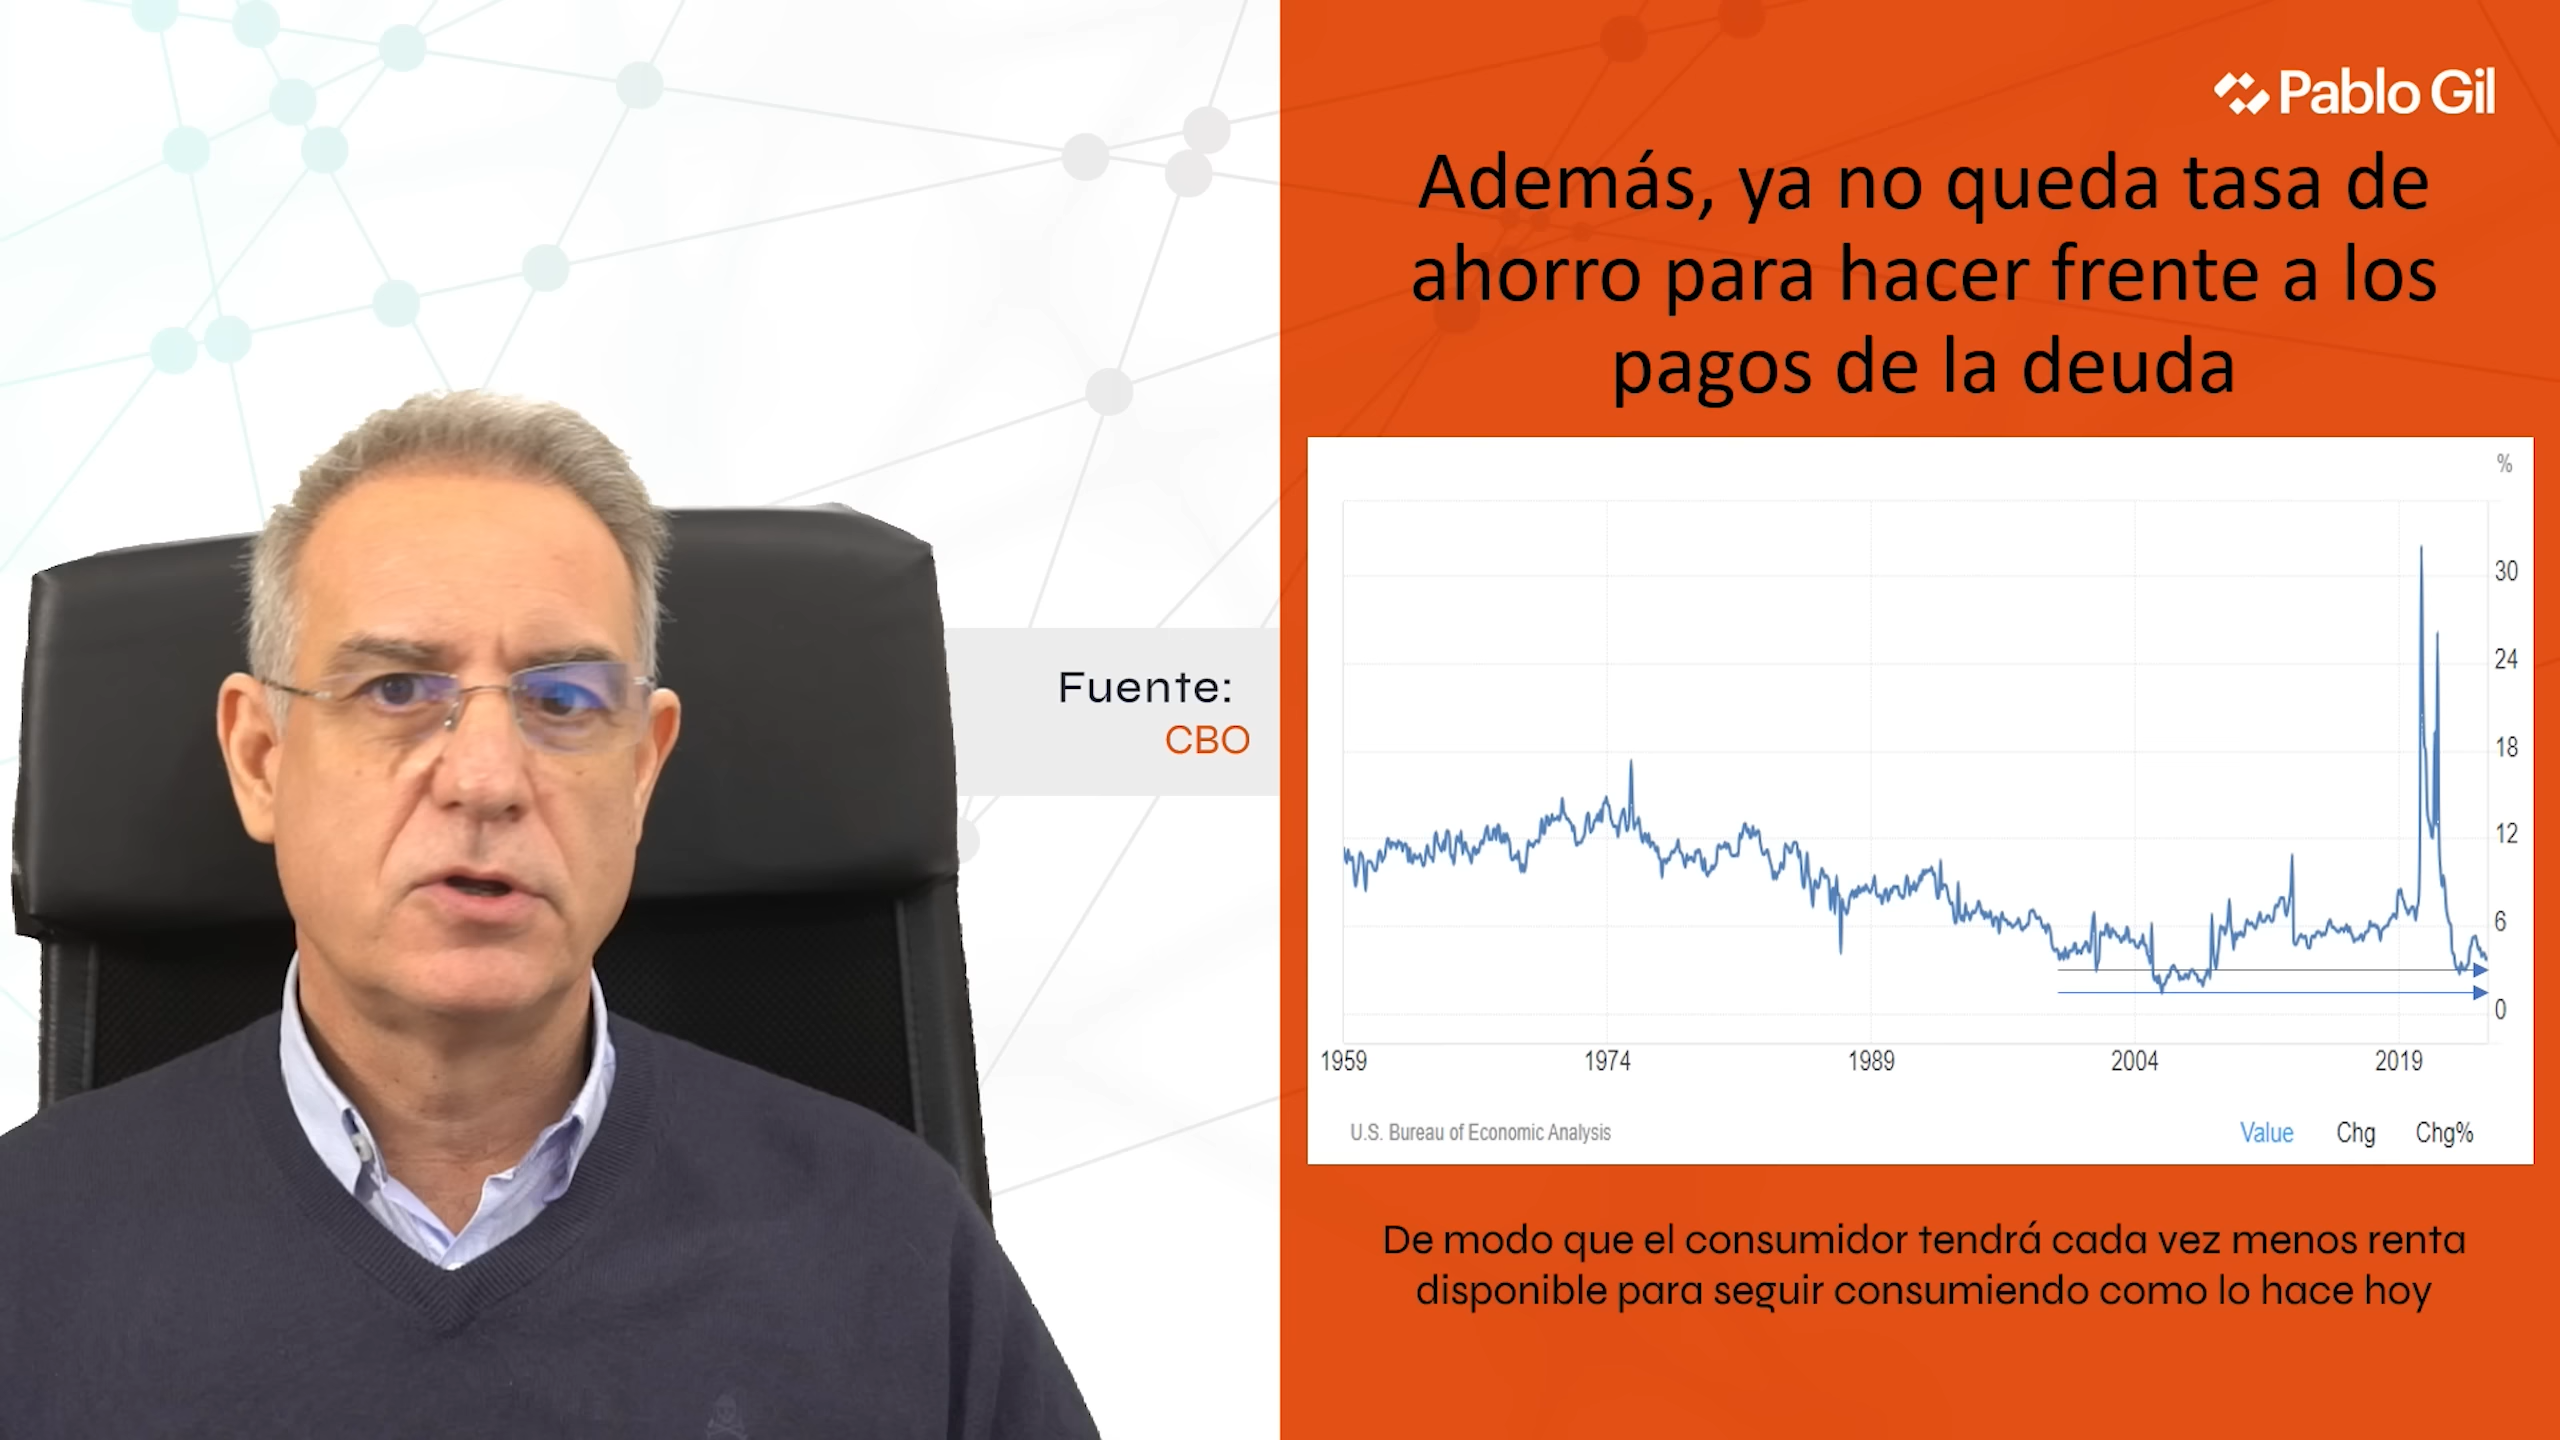 Pablo Gil
Además, ya no queda tasa de
ahorro para hacer frente a los
pagos de la deuda
Fuente:
CBO
%
30
24
18
12
6
0
1959 1974 1989 2004 2019
U.S. Bureau of Economic Analysis Value Chg Chg%
De modo que el consumidor tendrá cada vez menos renta
disponible para seguir consumiendo como lo hace hoy